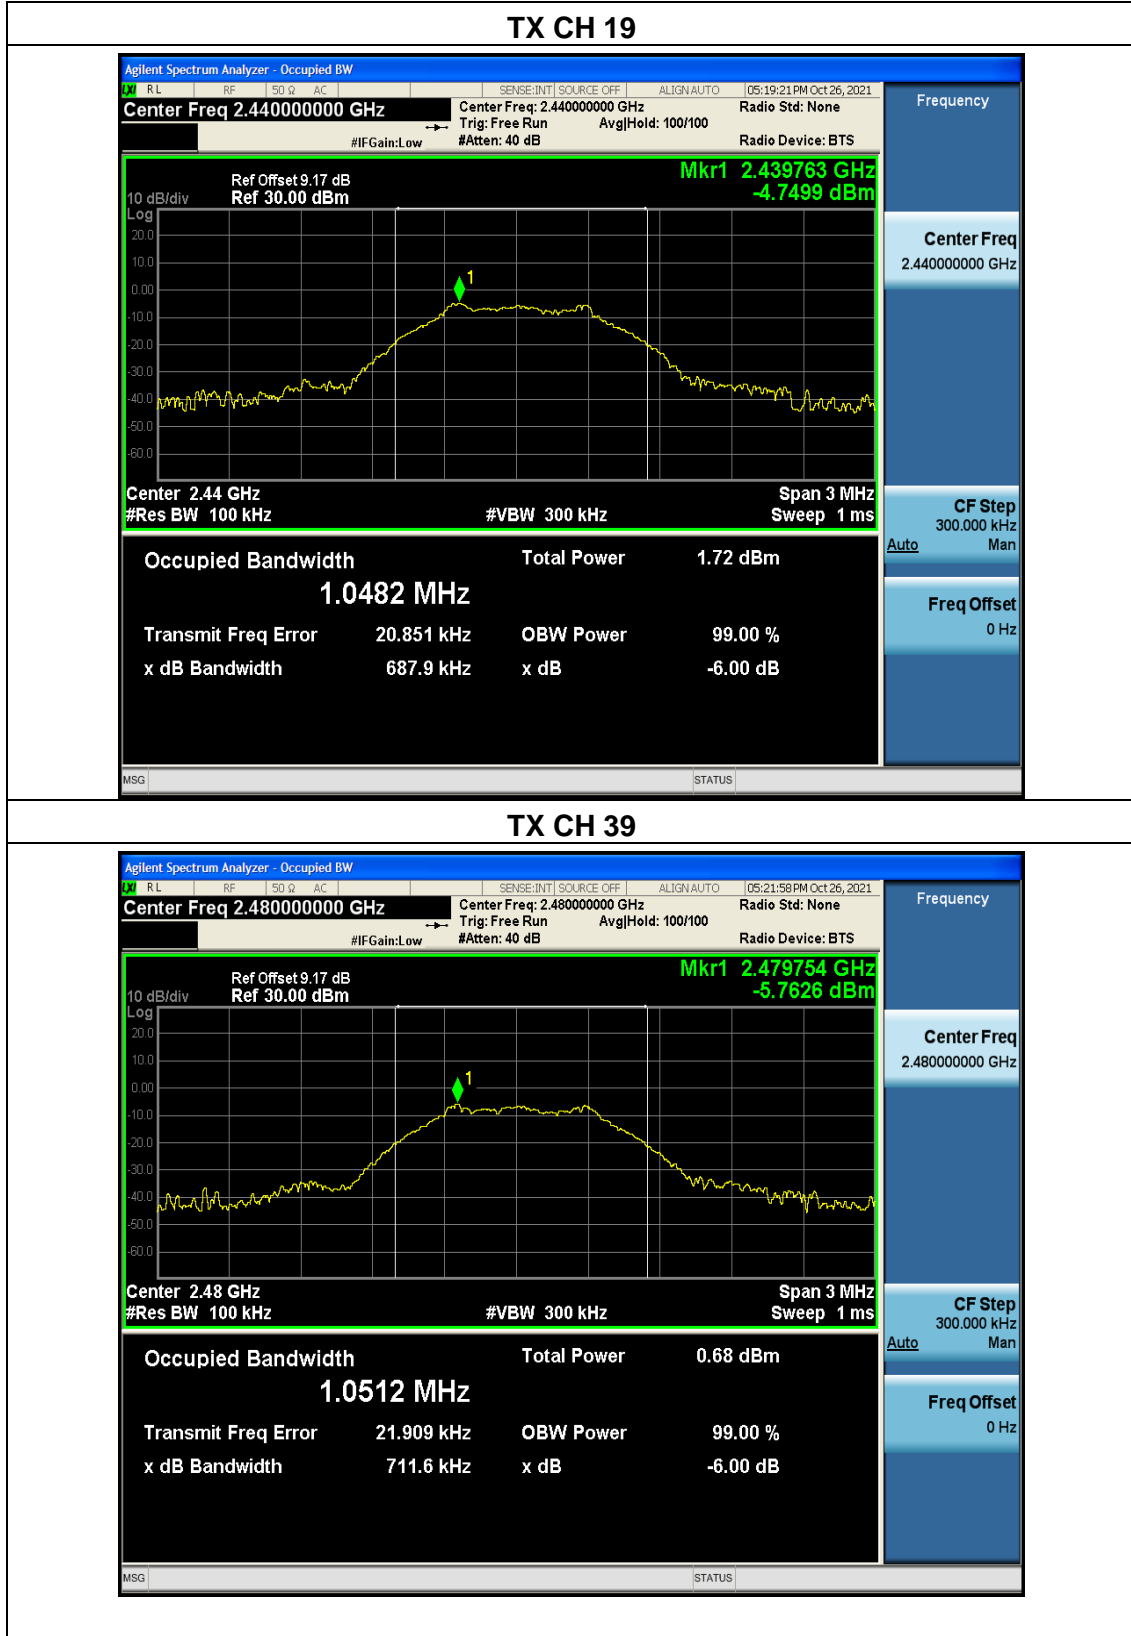 TX CH 19
Agilent Spectrum Analyzer - Occupied BW
LXI RL RF 50 Ω AC SENSE:INT SOURCE OFF ALIGN AUTO 05:19:21 PM Oct 26, 2021
Center Freq 2.440000000 GHz
Center Freq: 2.440000000 GHz Radio Std: None
Trig: Free Run Avg|Hold: 100/100
#IFGain:Low #Atten: 40 dB Radio Device: BTS
Frequency
Mkr1 2.439763 GHz
-4.7499 dBm
Ref Offset 9.17 dB
10 dB/div Ref 30.00 dBm
Log
20.0
10.0
0.00
-10.0
-20.0
-30.0
-40.0
-50.0
-60.0
1
Center 2.44 GHz Span 3 MHz
#Res BW 100 kHz #VBW 300 kHz Sweep 1 ms
Center Freq
2.440000000 GHz
CF Step
300.000 kHz
Auto Man
Freq Offset
0 Hz
Occupied Bandwidth Total Power 1.72 dBm
1.0482 MHz
Transmit Freq Error 20.851 kHz OBW Power 99.00 %
x dB Bandwidth 687.9 kHz x dB -6.00 dB
MSG STATUS
TX CH 39
Agilent Spectrum Analyzer - Occupied BW
LXI RL RF 50 Ω AC SENSE:INT SOURCE OFF ALIGN AUTO 05:21:58 PM Oct 26, 2021
Center Freq 2.480000000 GHz
Center Freq: 2.480000000 GHz Radio Std: None
Trig: Free Run Avg|Hold: 100/100
#IFGain:Low #Atten: 40 dB Radio Device: BTS
Frequency
Mkr1 2.479754 GHz
-5.7626 dBm
Ref Offset 9.17 dB
10 dB/div Ref 30.00 dBm
Log
20.0
10.0
0.00
-10.0
-20.0
-30.0
-40.0
-50.0
-60.0
1
Center 2.48 GHz Span 3 MHz
#Res BW 100 kHz #VBW 300 kHz Sweep 1 ms
Center Freq
2.480000000 GHz
CF Step
300.000 kHz
Auto Man
Freq Offset
0 Hz
Occupied Bandwidth Total Power 0.68 dBm
1.0512 MHz
Transmit Freq Error 21.909 kHz OBW Power 99.00 %
x dB Bandwidth 711.6 kHz x dB -6.00 dB
MSG STATUS